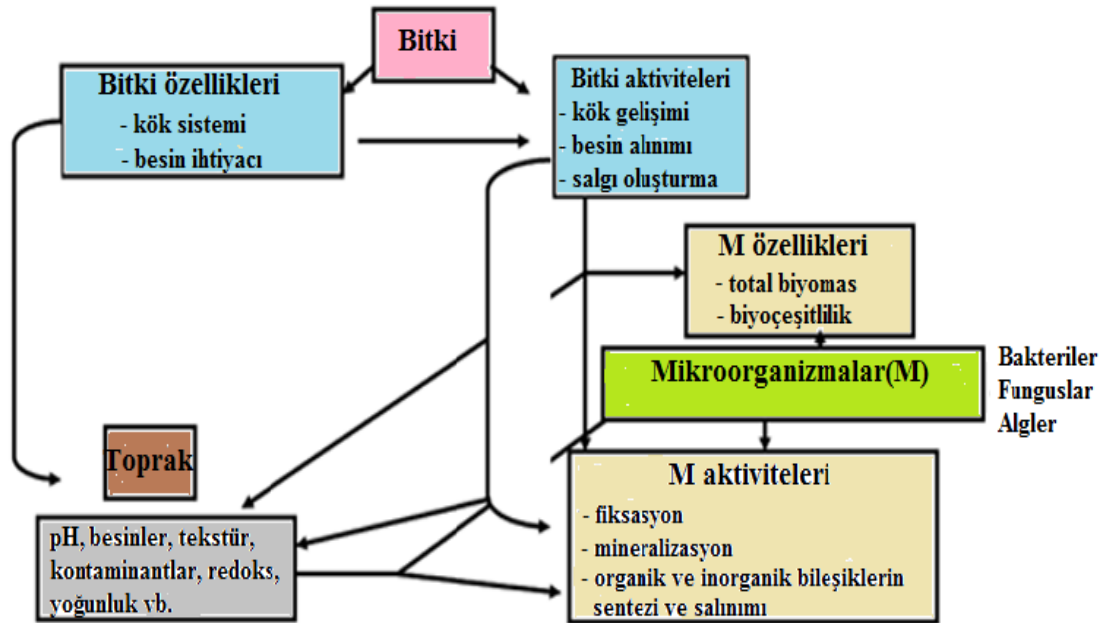 Bitki
Bitki özellikleri
- kök sistemi
- besin ihtiyacı
Bitki aktiviteleri
- kök gelişimi
- besin alınımı
- salgı oluşturma
M özellikleri
- total biyomas
- biyoçeşitlilik
Mikroorganizmalar(M)
Bakteriler
Funguslar
Algler
Toprak
pH, besinler, tekstür,
kontaminantlar, redoks,
yoğunluk vb.
M aktiviteleri
- fiksasyon
- mineralizasyon
- organik ve inorganik bileşiklerin
sentezi ve salınımı